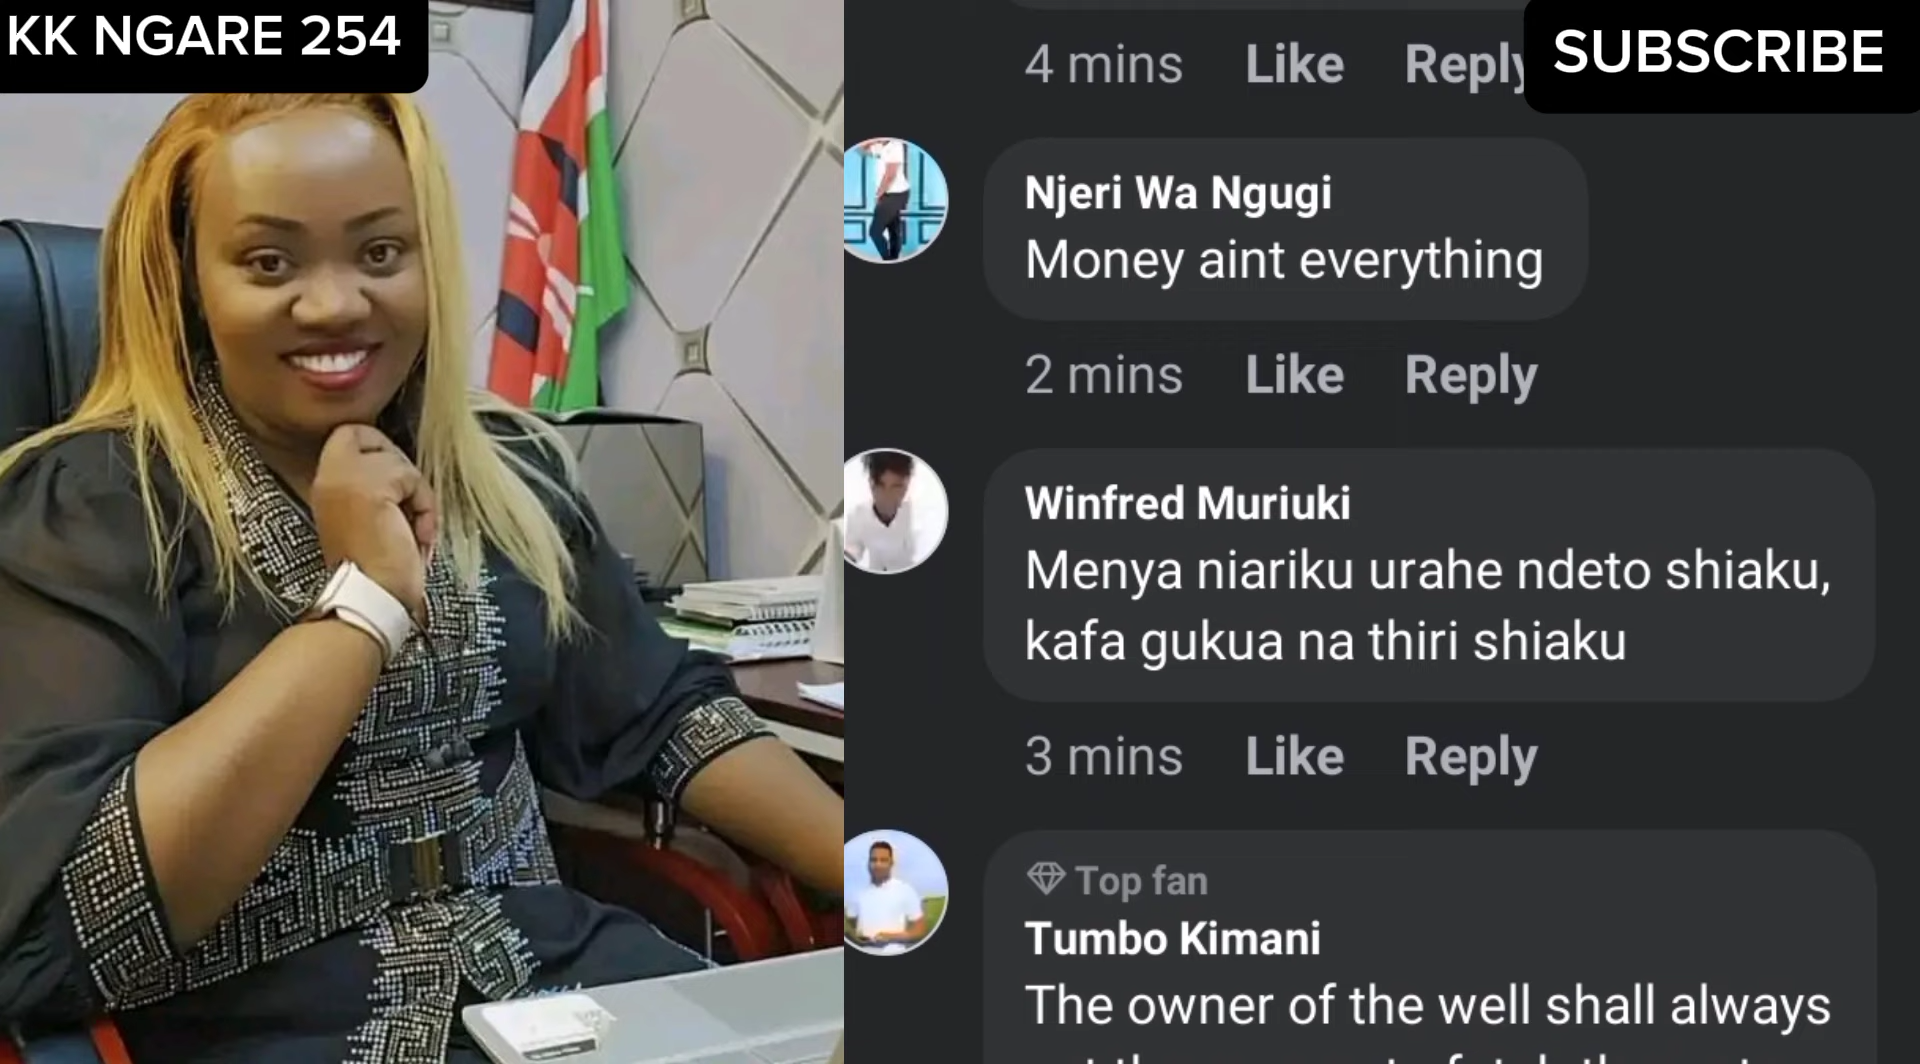 KK NGARE 254
SUBSCRIBE
4 mins Like Reply
Njeri Wa Ngugi
Money aint everything
2 mins Like Reply
Winfred Muriuki
Menya niariku urahe ndeto shiaku,
kafa gukua na thiri shiaku
3 mins Like Reply
Top fan
Tumbo Kimani
The owner of the well shall always